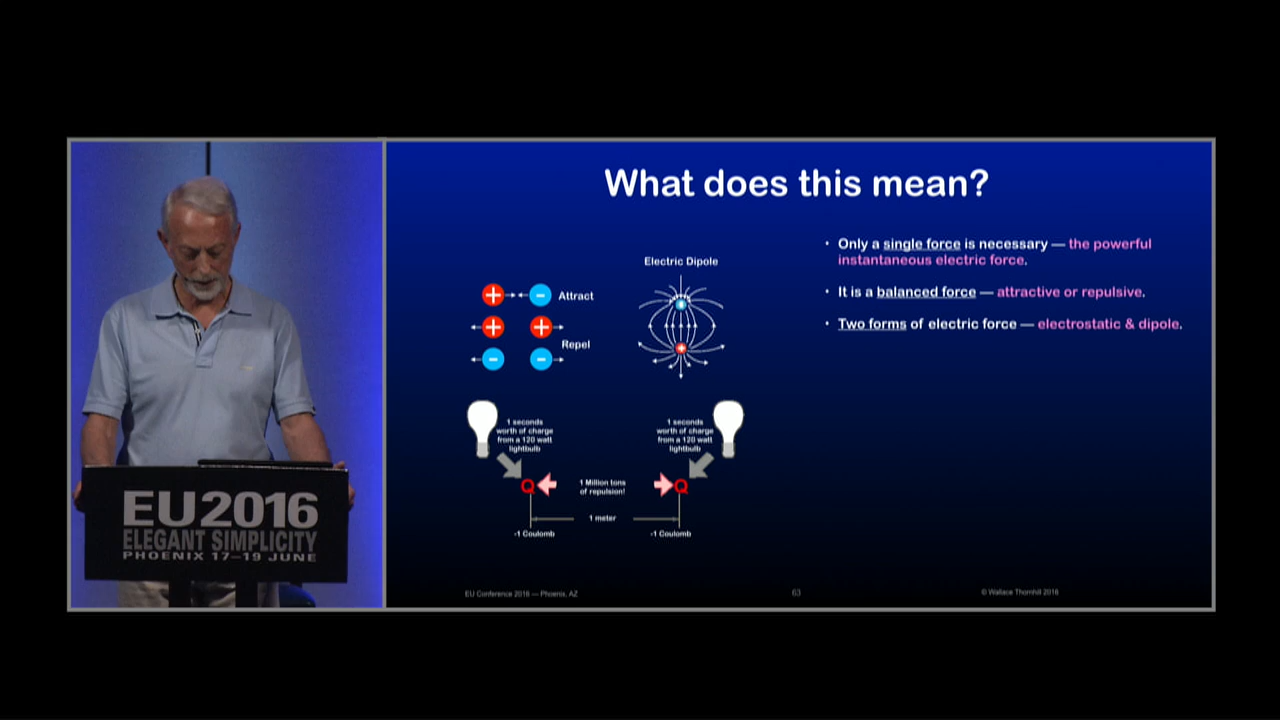 What does this mean?
• Only a single force is necessary — the powerful
instantaneous electric force.
• It is a balanced force — attractive or repulsive.
• Two forms of electric force — electrostatic & dipole.
Electric Dipole
+ - Attract
+ +
Repel
- -
-
+
1 seconds
worth of charge
from a 120 watt
lightbulb
1 seconds
worth of charge
from a 120 watt
lightbulb
Q
1 Million tons
of repulsion!
Q
1 meter
-1 Coulomb
-1 Coulomb
EU Conference 2016 — Phoenix, AZ
63
© Wallace Thornhill 2016
EU2016
ELEGANT SIMPLICITY
PHOENIX 17–19 JUNE